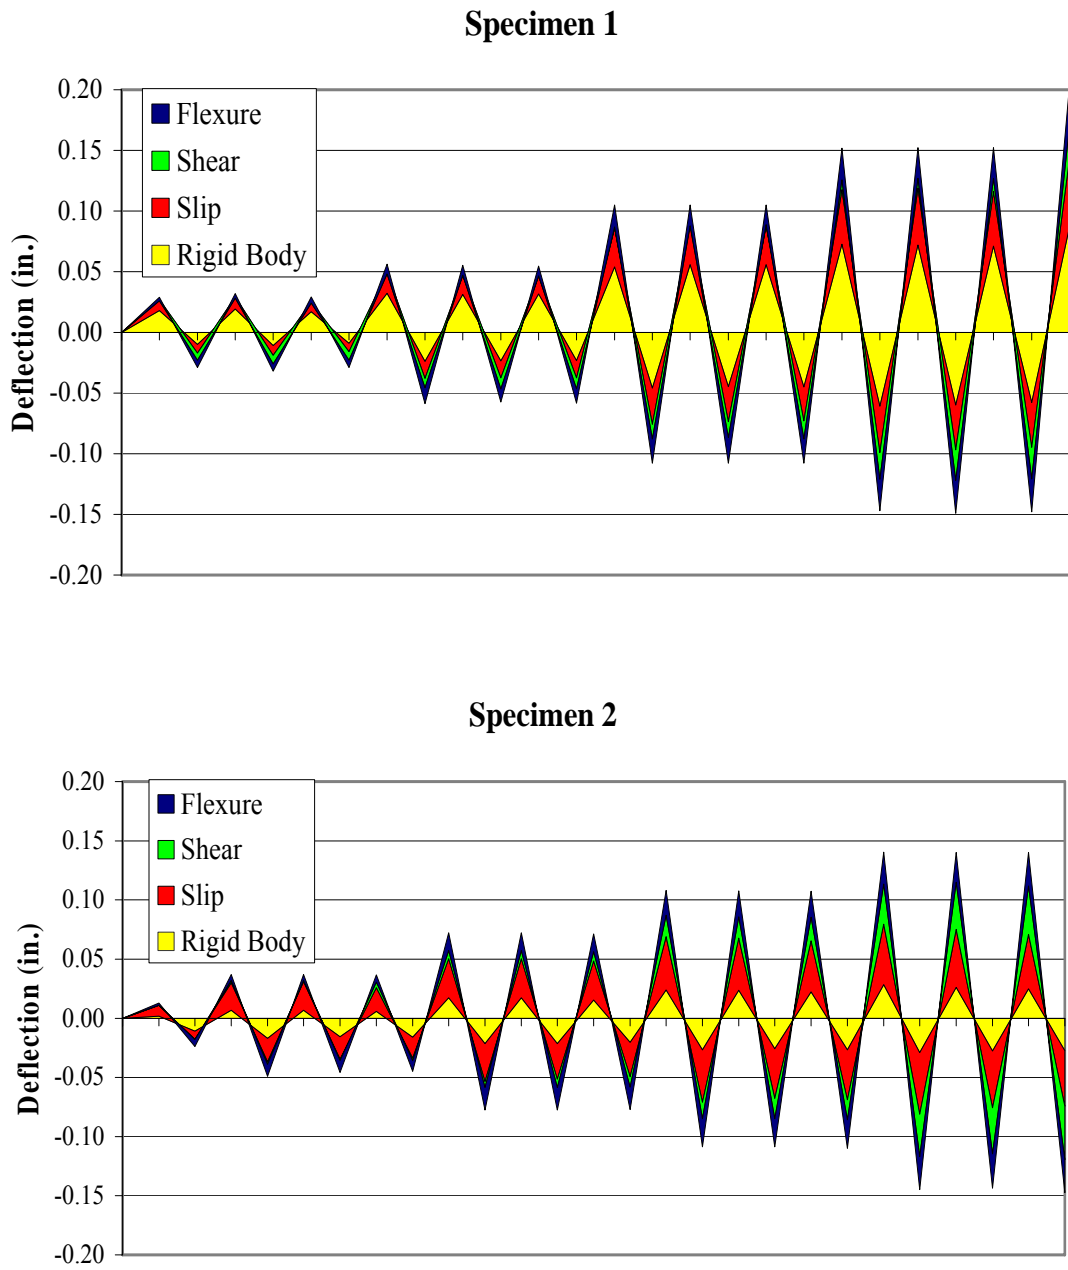 Specimen 1
0.20
0.15
0.10
0.05
0.00
-0.05
-0.10
-0.15
-0.20
Deflection (in.)
Flexure
Shear
Slip
Rigid Body
Specimen 2
0.20
0.15
0.10
0.05
0.00
-0.05
-0.10
-0.15
-0.20
Deflection (in.)
Flexure
Shear
Slip
Rigid Body